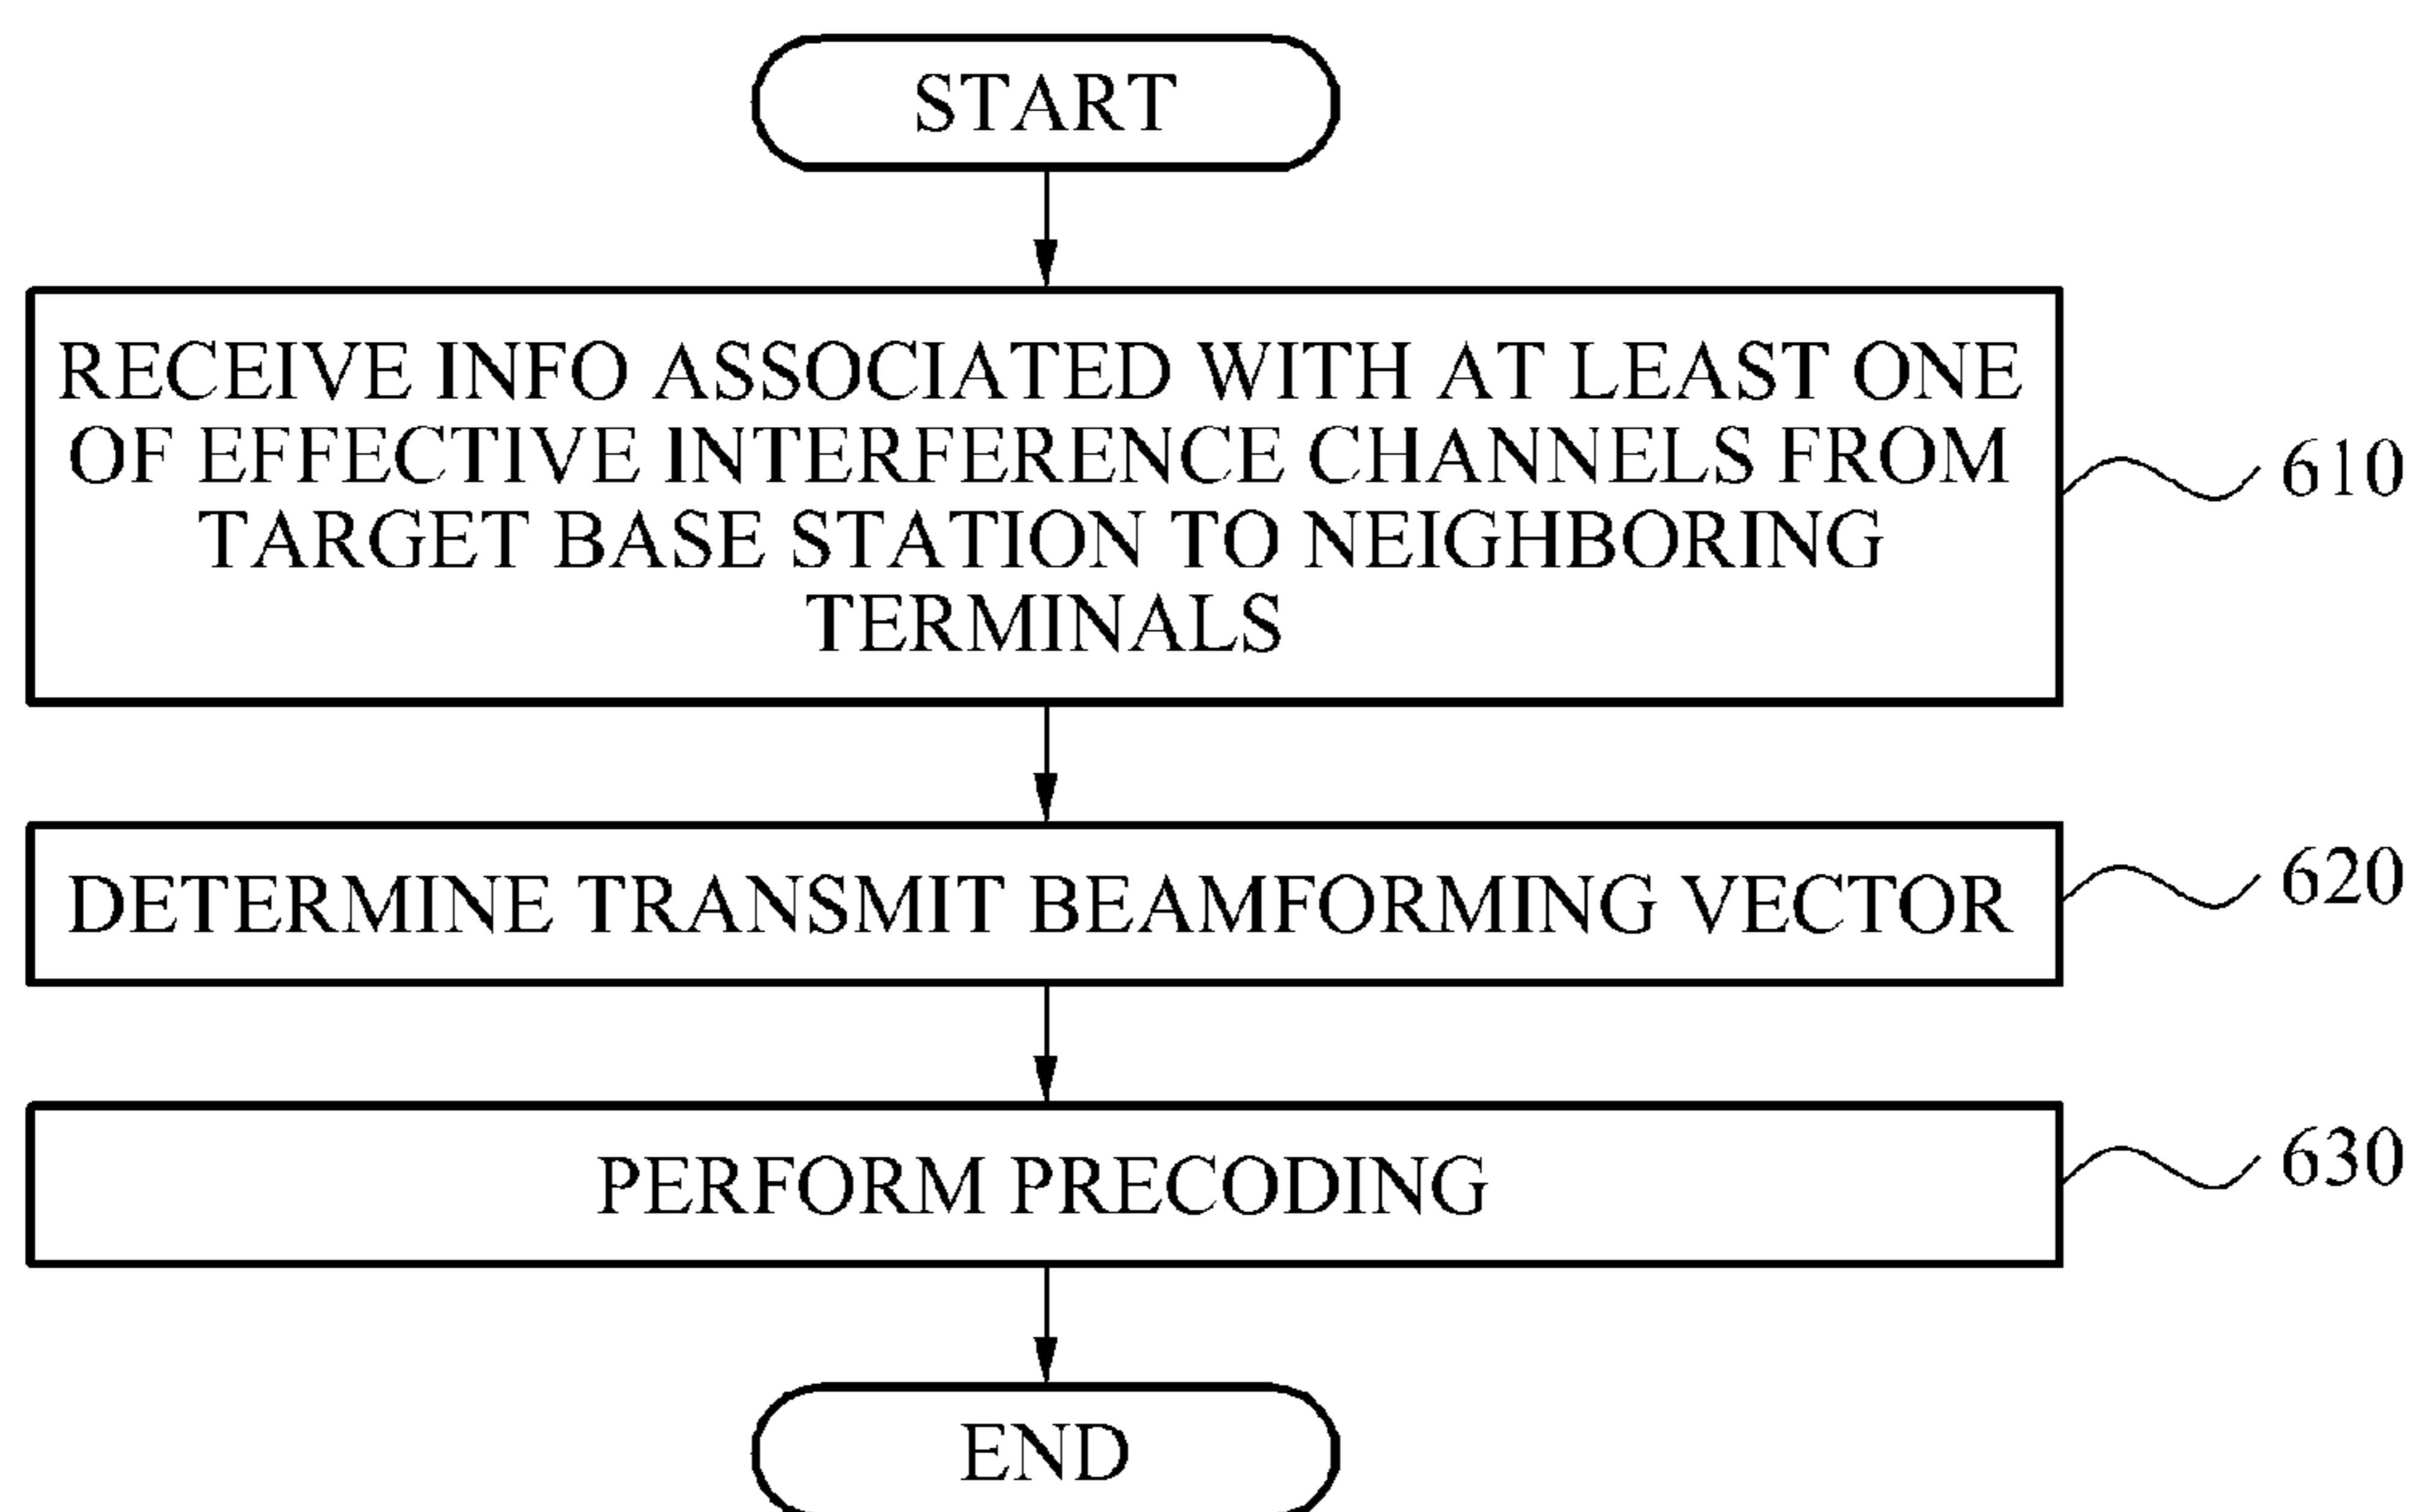 START
RECEIVE INFO ASSOCIATED WITH AT LEAST ONE
OF EFFECTIVE INTERFERENCE CHANNELS FROM
TARGET BASE STATION TO NEIGHBORING
TERMINALS
610
DETERMINE TRANSMIT BEAMFORMING VECTOR
620
PERFORM PRECODING
630
END